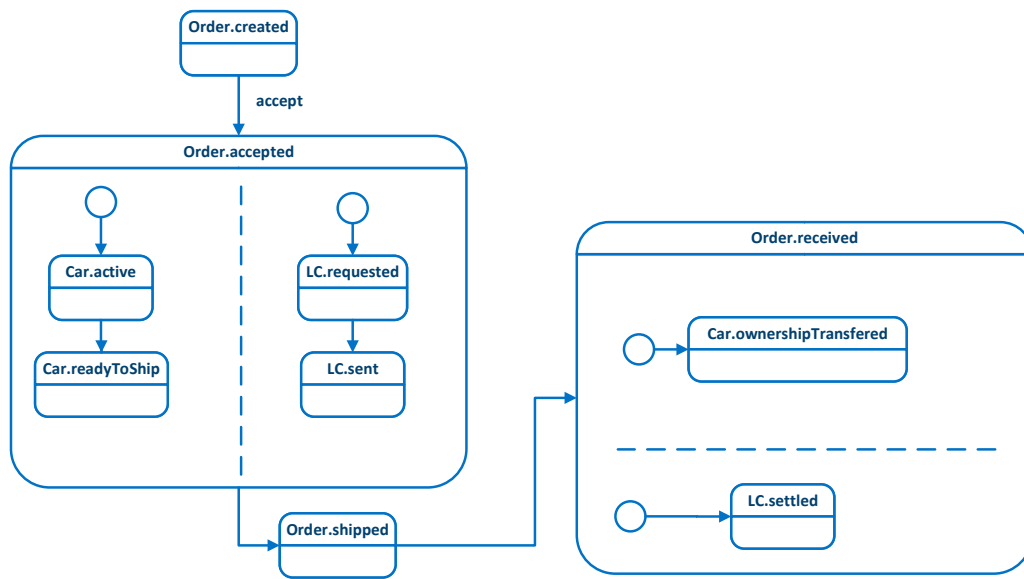 Order.created
accept
Order.accepted
Car.active
LC.requested
Car.readyToShip
LC.sent
Order.shipped
Order.received
Car.ownershipTransfered
LC.settled